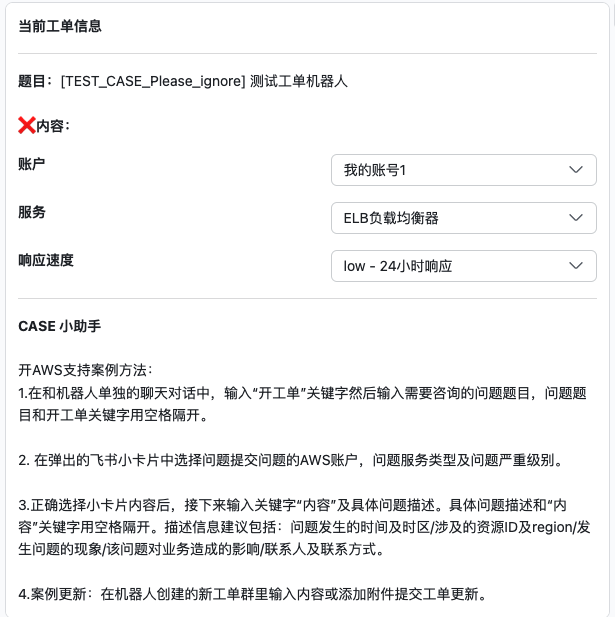 当前工单信息
题目：[TEST_CASE_Please_ignore] 测试工单机器人
❌内容：
账户 我的账号1
服务 ELB负载均衡器
响应速度 low - 24小时响应
CASE 小助手
开AWS支持案例方法：
1.在和机器人单独的聊天对话中，输入“开工单”关键字然后输入需要咨询的问题题目，问题题
目和开工单关键字用空格隔开。
2. 在弹出的飞书小卡片中选择问题提交问题的AWS账户，问题服务类型及问题严重级别。
3.正确选择小卡片内容后，接下来输入关键字“内容”及具体问题描述。具体问题描述和“内
容”关键字用空格隔开。描述信息建议包括：问题发生的时间及时区/涉及的资源ID及region/发
生问题的现象/该问题对业务造成的影响/联系人及联系方式。
4.案例更新：在机器人创建的新工单群里输入内容或添加附件提交工单更新。